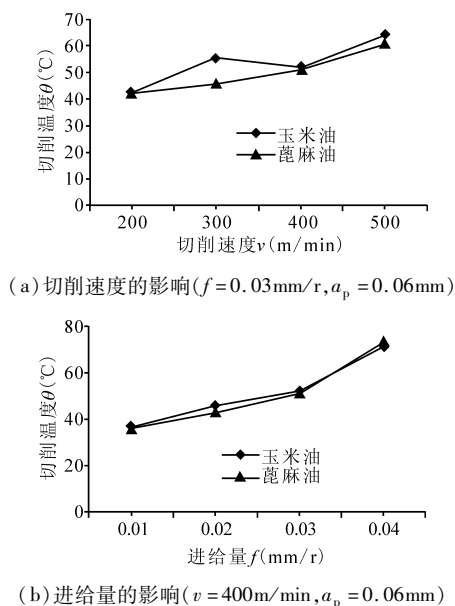 70
60
50
40
30
20
10
0
切削温度θ(℃)
玉米油
蓖麻油
200 300 400 500
切削速度v(m/min)
(a)切削速度的影响(f=0.03mm/r,ap=0.06mm)
80
60
40
20
0
切削温度θ(℃)
玉米油
蓖麻油
0.01 0.02 0.03 0.04
进给量f(mm/r)
(b)进给量的影响(v=400m/min,ap=0.06mm)